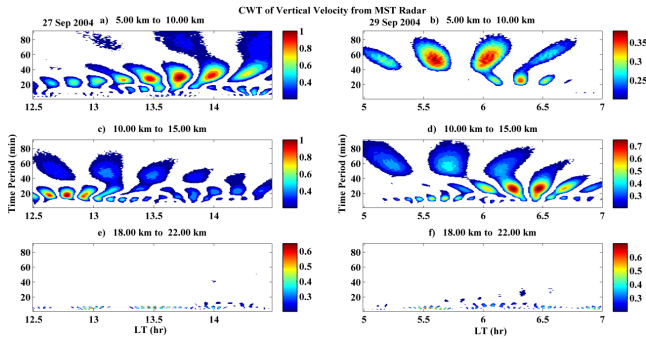 CWT of Vertical Velocity from MST Radar
27 Sep 2004 a) 5.00 km to 10.00 km
29 Sep 2004 b) 5.00 km to 10.00 km
80
60
40
20
12.5 13 13.5 14
1
0.8
0.6
0.4
80
60
40
20
5 5.5 6 6.5 7
0.35
0.3
0.25
c) 10.00 km to 15.00 km
d) 10.00 km to 15.00 km
Time Period (min)
80
60
40
20
12.5 13 13.5 14
1
0.8
0.6
0.4
Time Period (min)
80
60
40
20
5 5.5 6 6.5 7
0.7
0.6
0.5
0.4
0.3
e) 18.00 km to 22.00 km
f) 18.00 km to 22.00 km
80
60
40
20
12.5 13 13.5 14
LT (hr)
0.6
0.5
0.4
0.3
80
60
40
20
5 5.5 6 6.5 7
LT (hr)
0.6
0.4
0.2